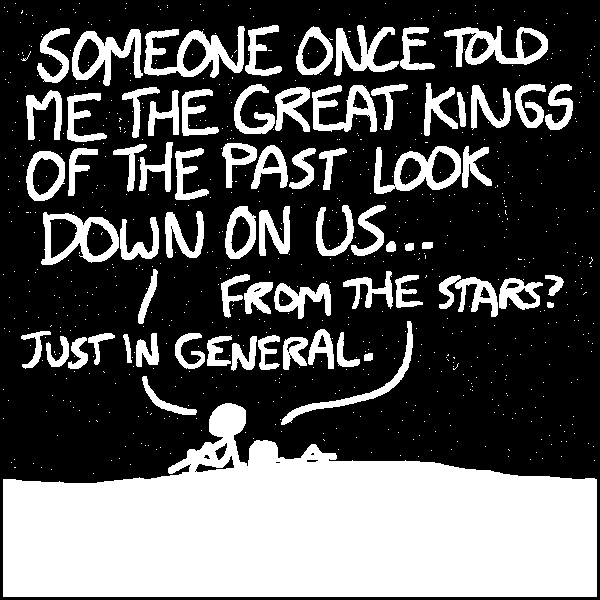 SOMEONE ONCE TOLD
ME THE GREAT KINGS
OF THE PAST LOOK
DOWN ON US...
FROM THE STARS?
JUST IN GENERAL.